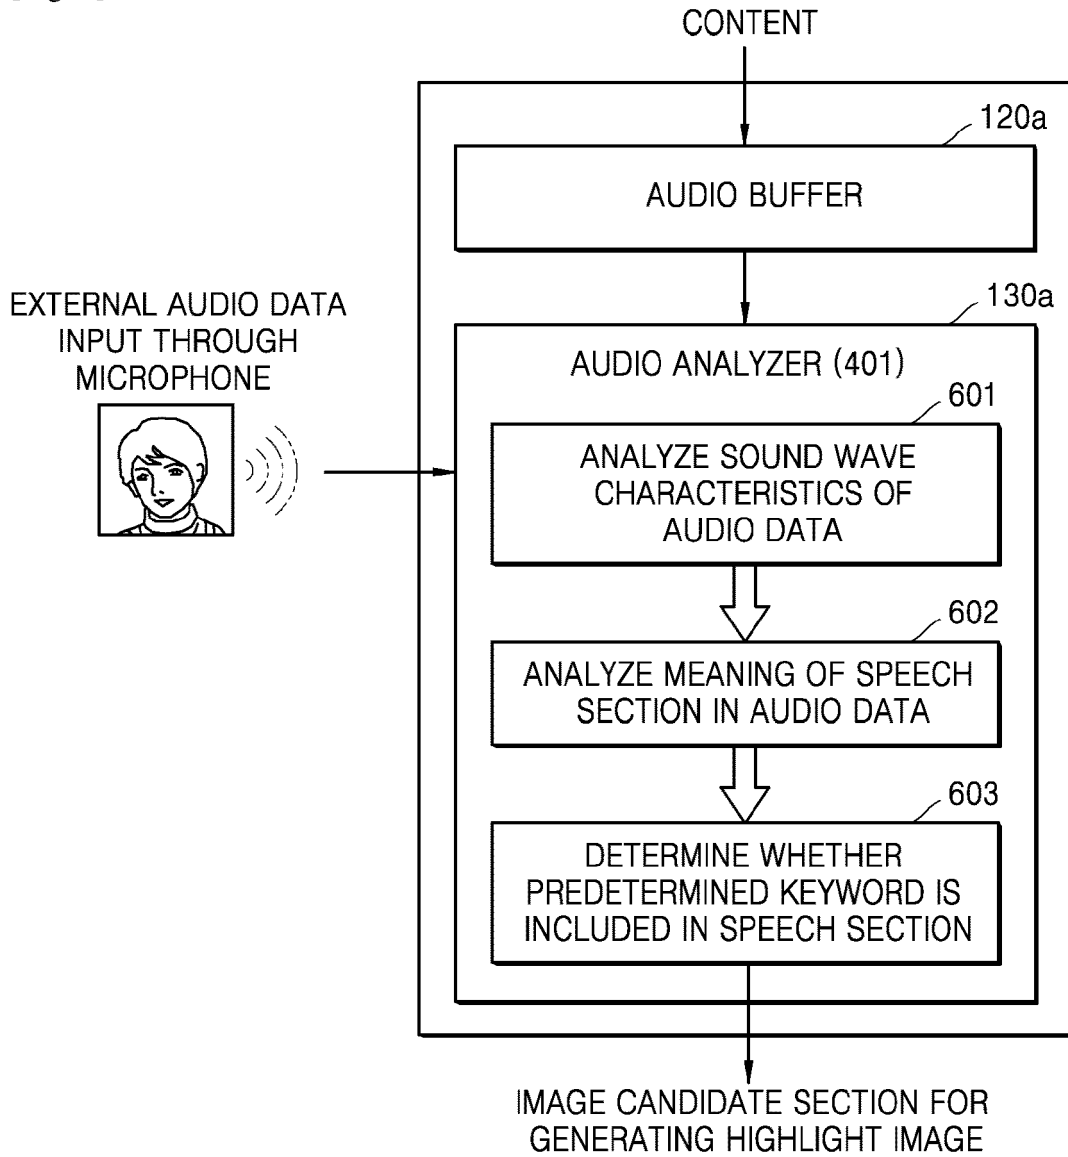 CONTENT
120a
AUDIO BUFFER
EXTERNAL AUDIO DATA
INPUT THROUGH
MICROPHONE
130a
AUDIO ANALYZER (401)
601
ANALYZE SOUND WAVE
CHARACTERISTICS OF
AUDIO DATA
602
ANALYZE MEANING OF SPEECH
SECTION IN AUDIO DATA
603
DETERMINE WHETHER
PREDETERMINED KEYWORD IS
INCLUDED IN SPEECH SECTION
IMAGE CANDIDATE SECTION FOR
GENERATING HIGHLIGHT IMAGE